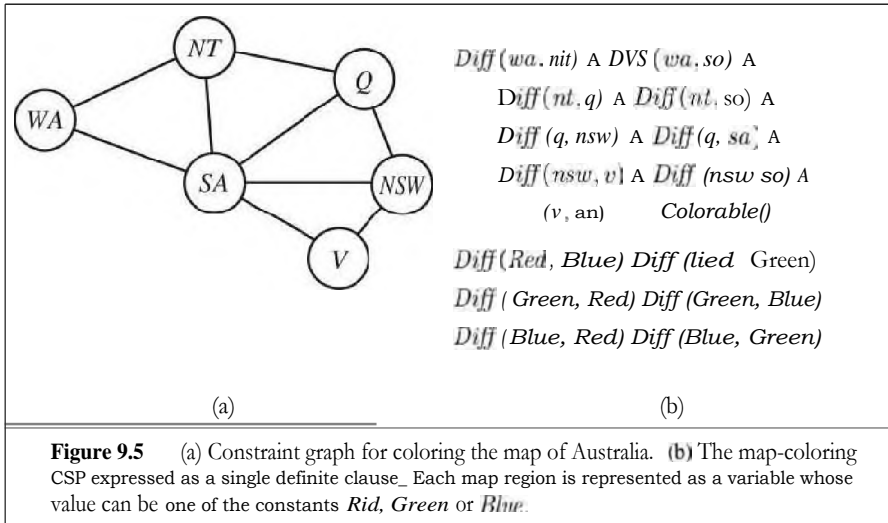 NT
Q
WA
SA
NSW
V
Diff (wa, nit) A DVS (wa, so) A
Diff (nt, q) A Diff (nt, so) A
Diff (q, nsw) A Diff (q, sa] A
Diff (nsw, v] A Diff (nsw so) A
(v, an) Colorable()
Diff (Red, Blue) Diff (lied Green)
Diff ( Green, Red) Diff (Green, Blue)
Diff (Blue, Red) Diff (Blue, Green)
(a) (b)
Figure 9.5 (a) Constraint graph for coloring the map of Australia. (b) The map-coloring
CSP expressed as a single definite clause_ Each map region is represented as a variable whose
value can be one of the constants Rid, Green or Blue.